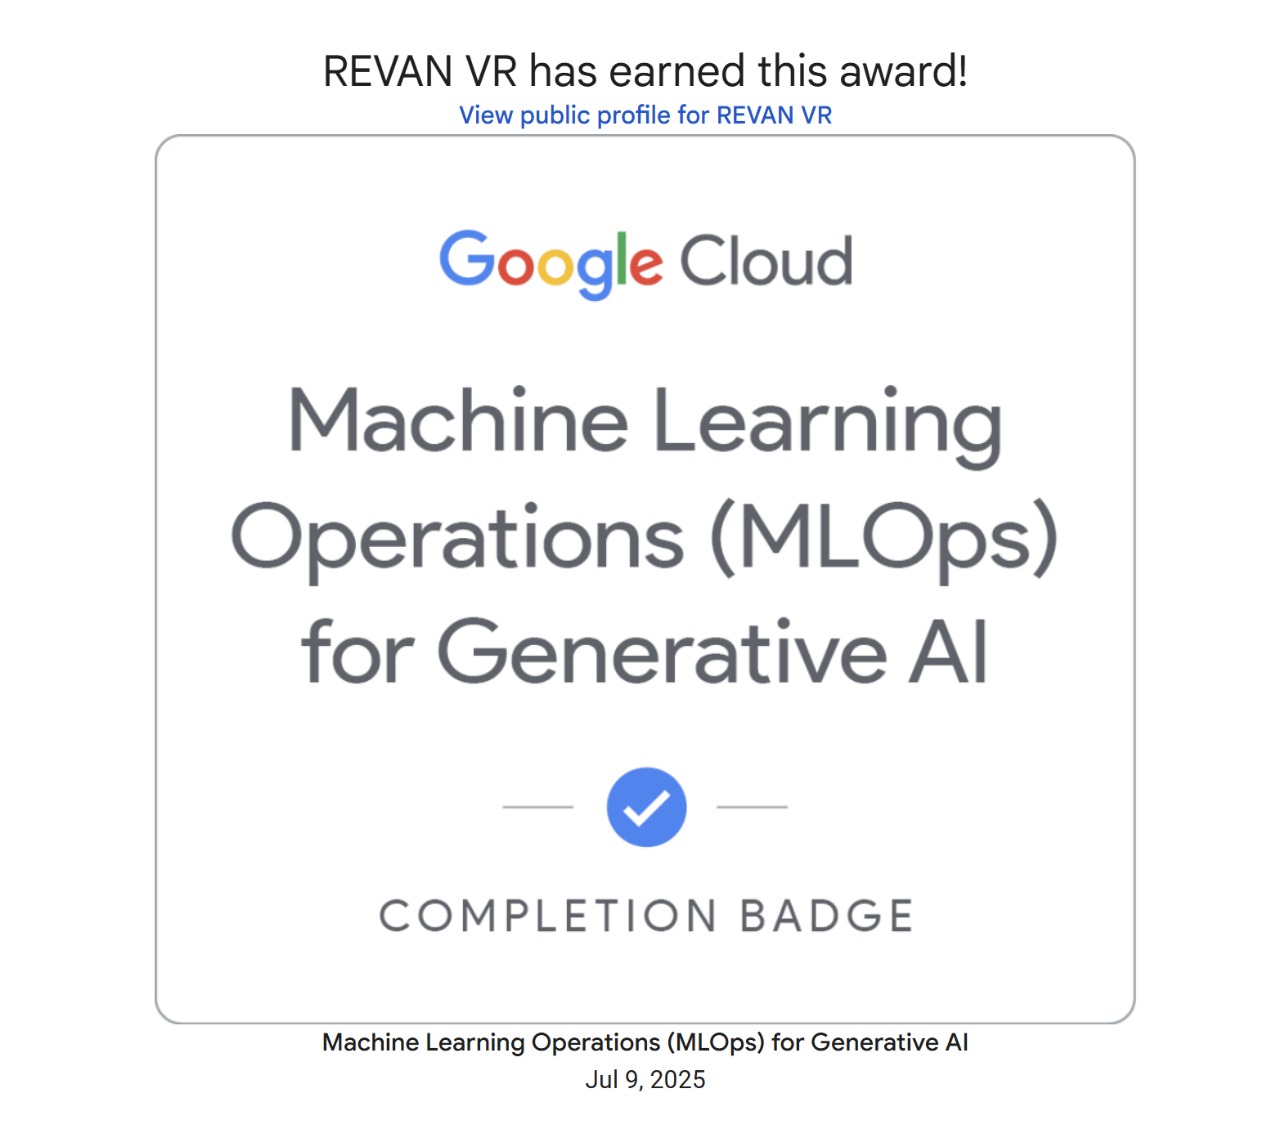 REVAN VR has earned this award!
View public profile for REVAN VR
Google Cloud
Machine Learning
Operations (MLOps)
for Generative AI
COMPLETION BADGE
Machine Learning Operations (MLOps) for Generative AI
Jul 9, 2025